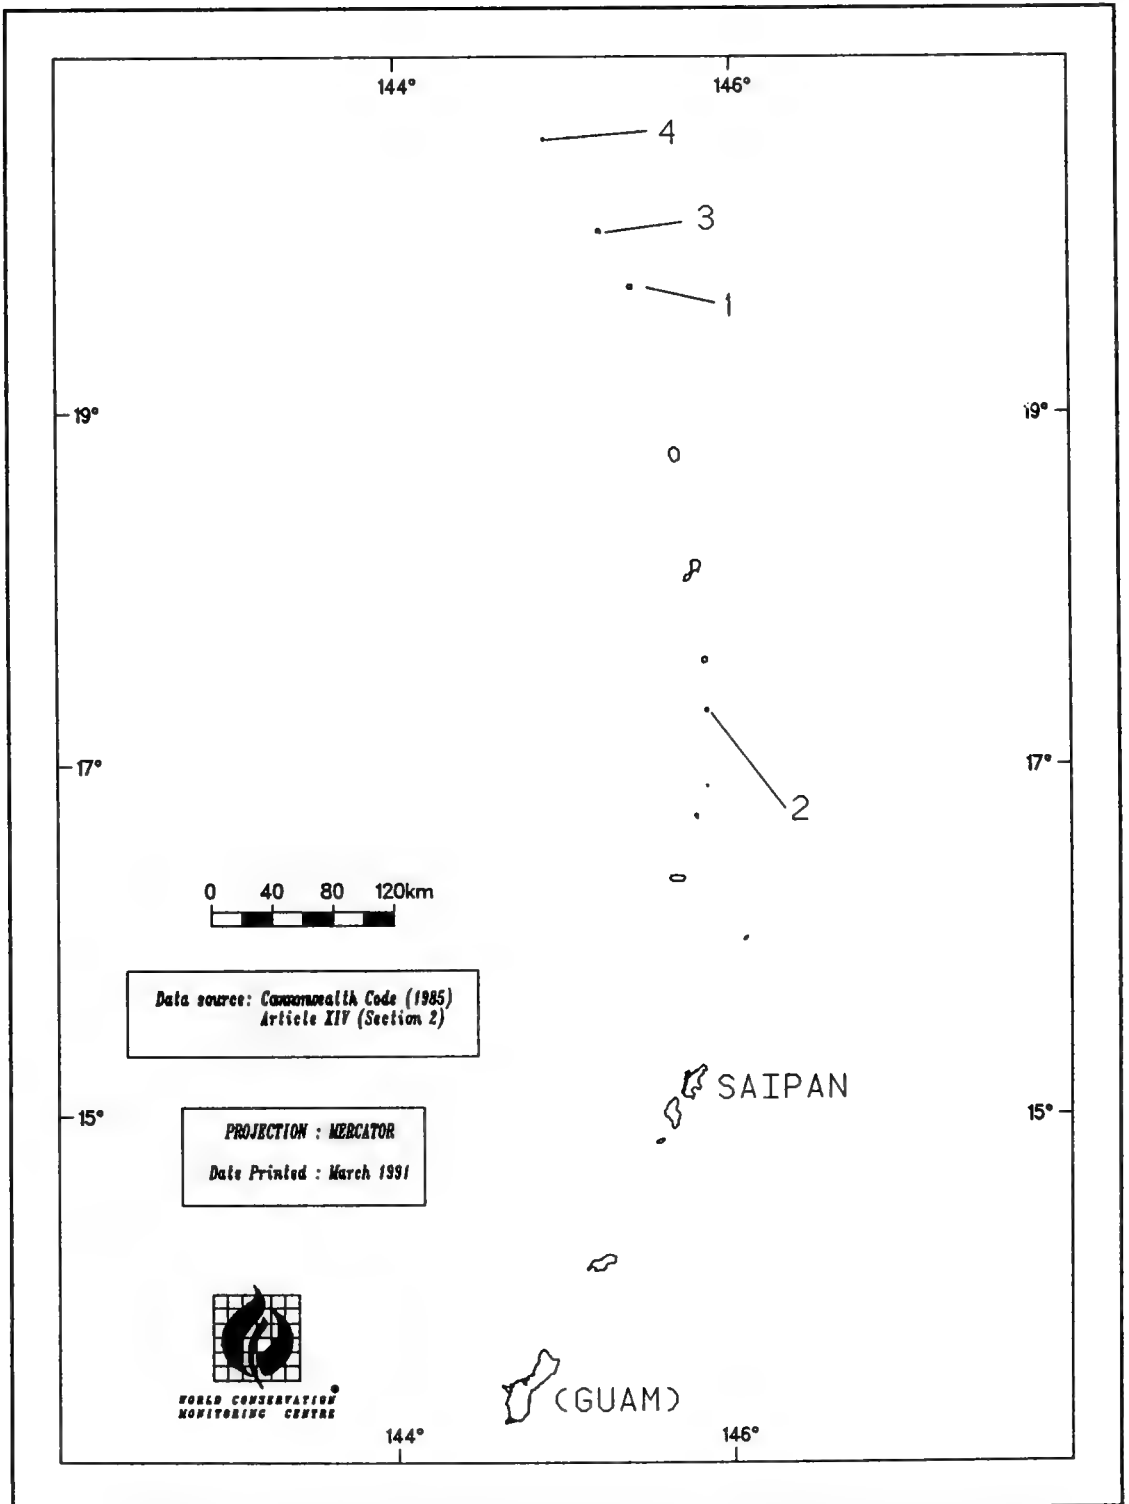 144°
146°
4
3
1
19°
19°
17°
17°
2
0 40 80 120km
Data source: Commonwealth Code (1985)
Article XIV (Section 2)
SAIPAN
15°
15°
PROJECTION : MERCATOR
Date Printed : March 1991
WORLD CONSERVATION
MONITORING CENTRE
(GUAM)
144°
146°